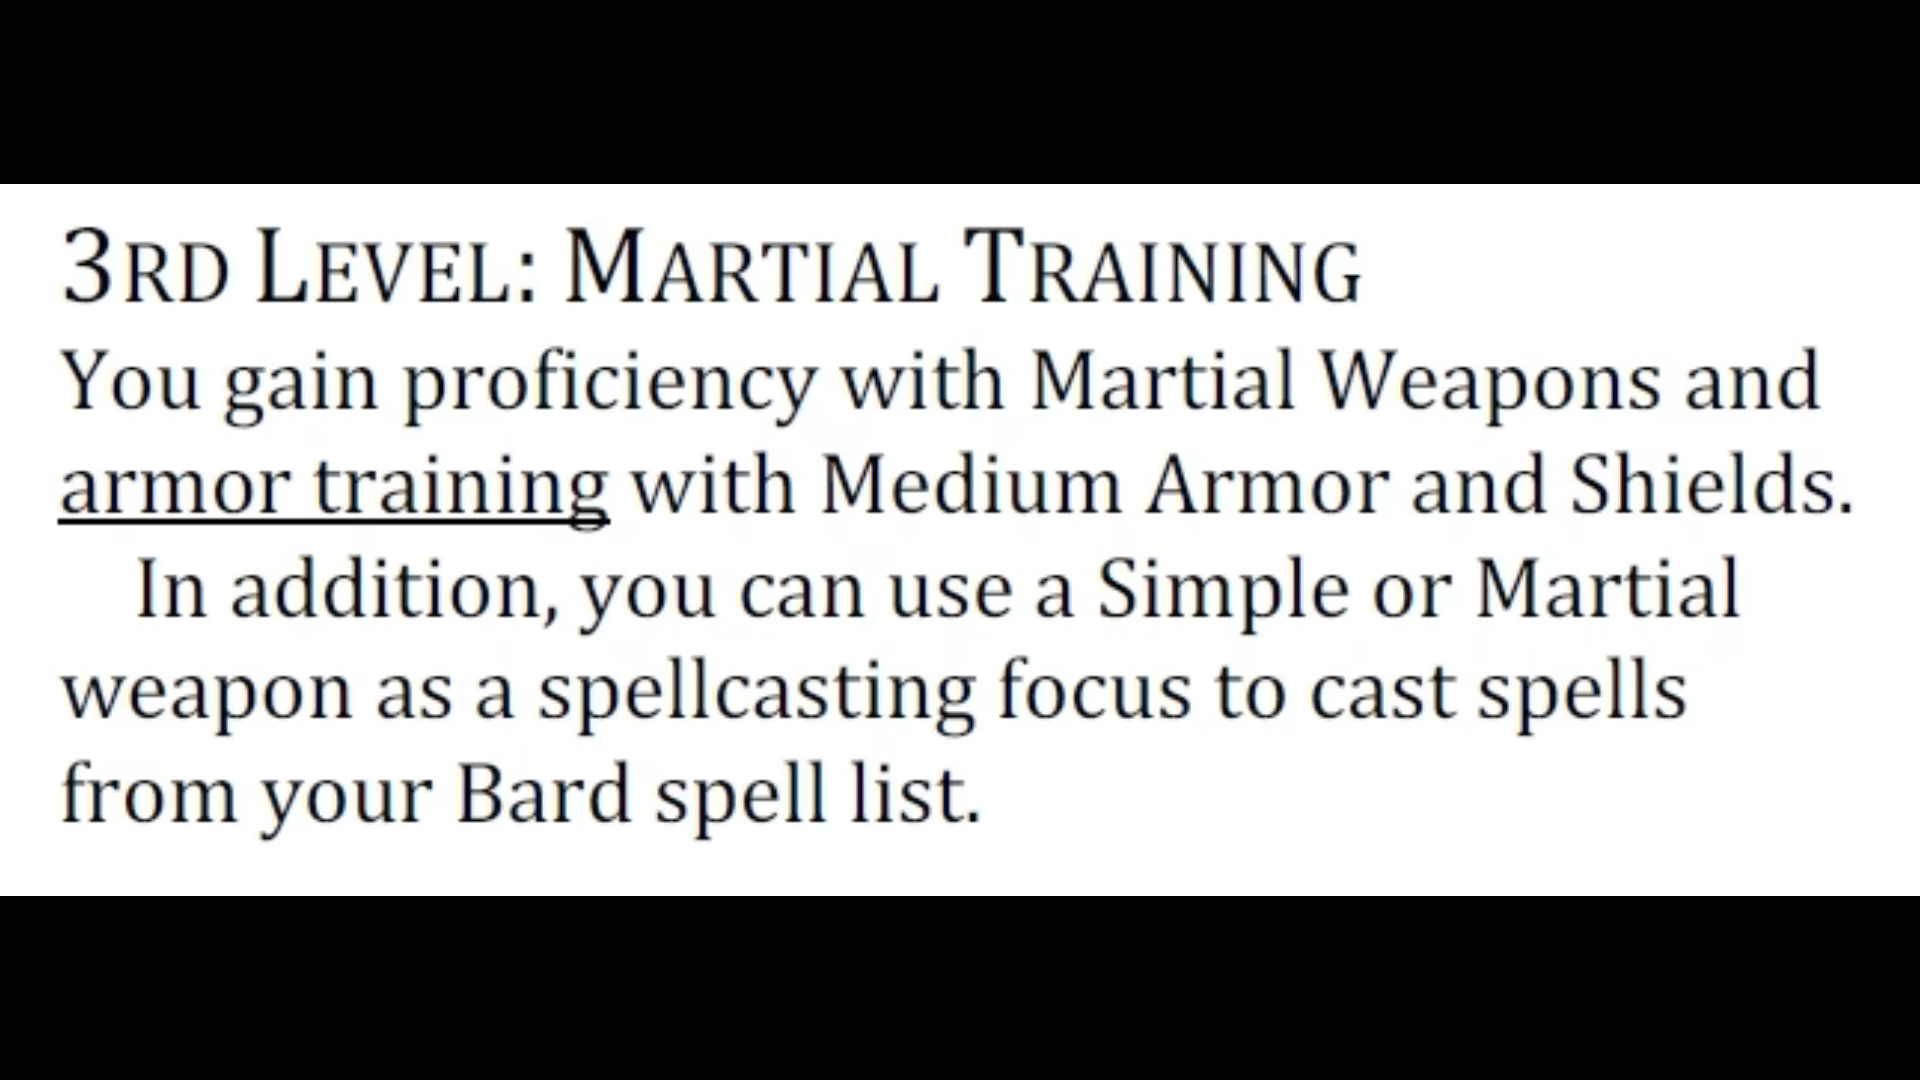 3RD LEVEL: MARTIAL TRAINING
You gain proficiency with Martial Weapons and
armor training with Medium Armor and Shields.
In addition, you can use a Simple or Martial
weapon as a spellcasting focus to cast spells
from your Bard spell list.